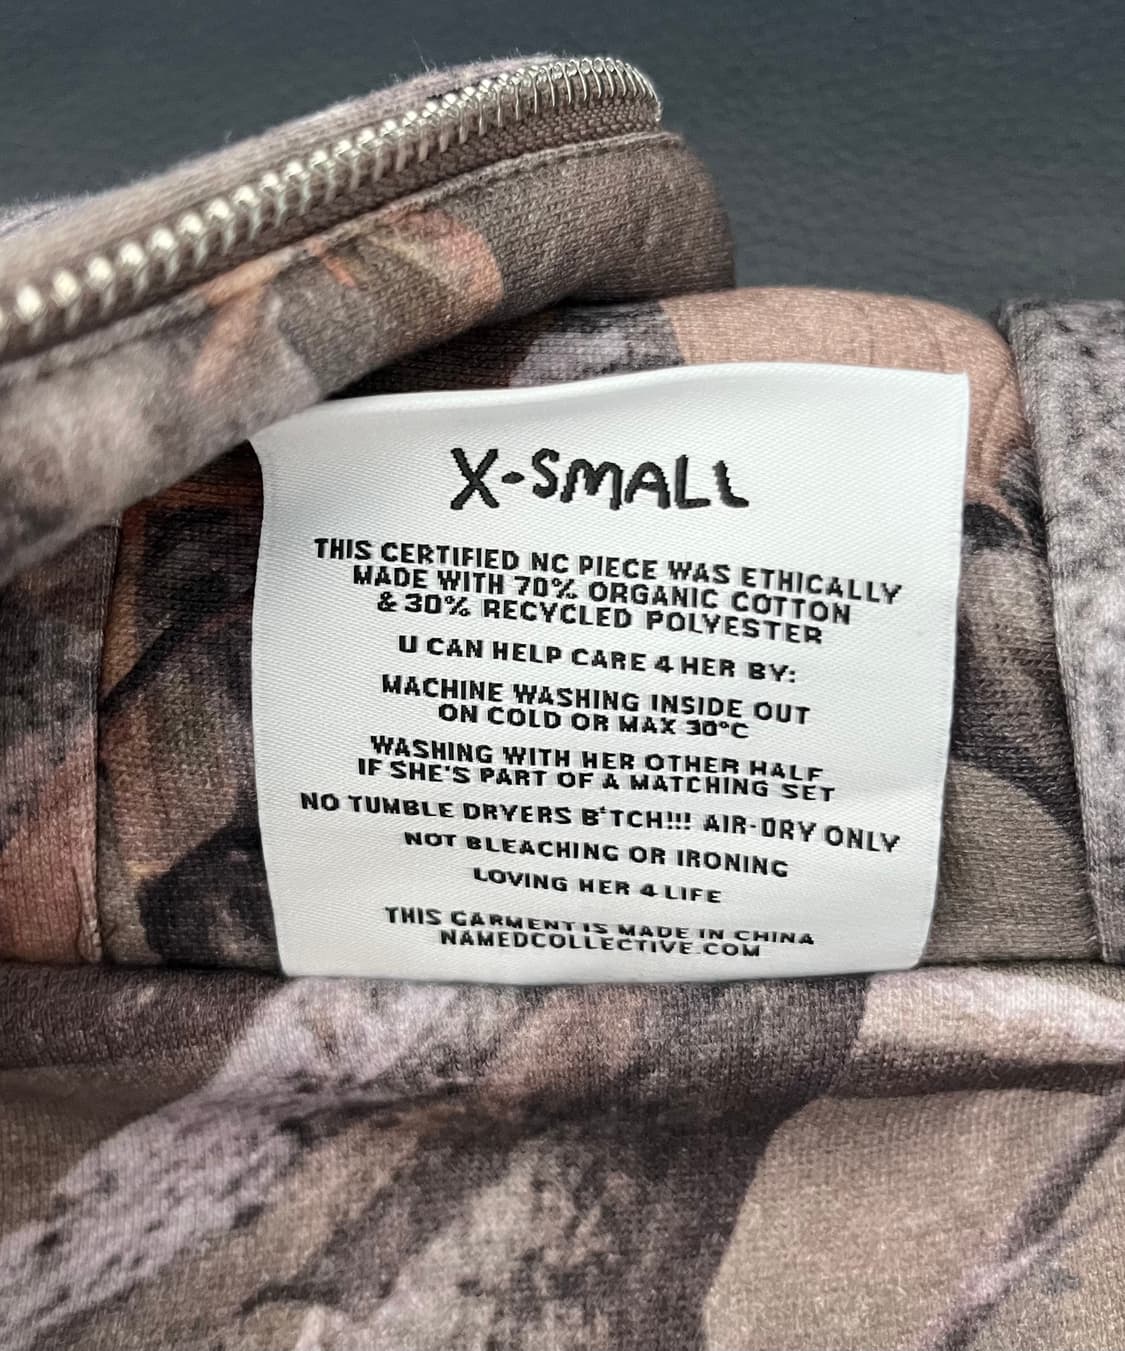 X-SMALL
THIS CERTIFIED NC PIECE WAS ETHICALLY
MADE WITH 70% ORGANIC COTTON
& 30% RECYCLED POLYESTER
U CAN HELP CARE 4 HER BY:
MACHINE WASHING INSIDE OUT
ON COLD OR MAX 30°C
WASHING WITH HER OTHER HALF
IF SHE'S PART OF A MATCHING SET
NO TUMBLE DRYERS B*TCH!!! AIR-DRY ONLY
NOT BLEACHING OR IRONING
LOVING HER 4 LIFE
THIS GARMENT IS MADE IN CHINA
NAMEDCOLLECTIVE.COM